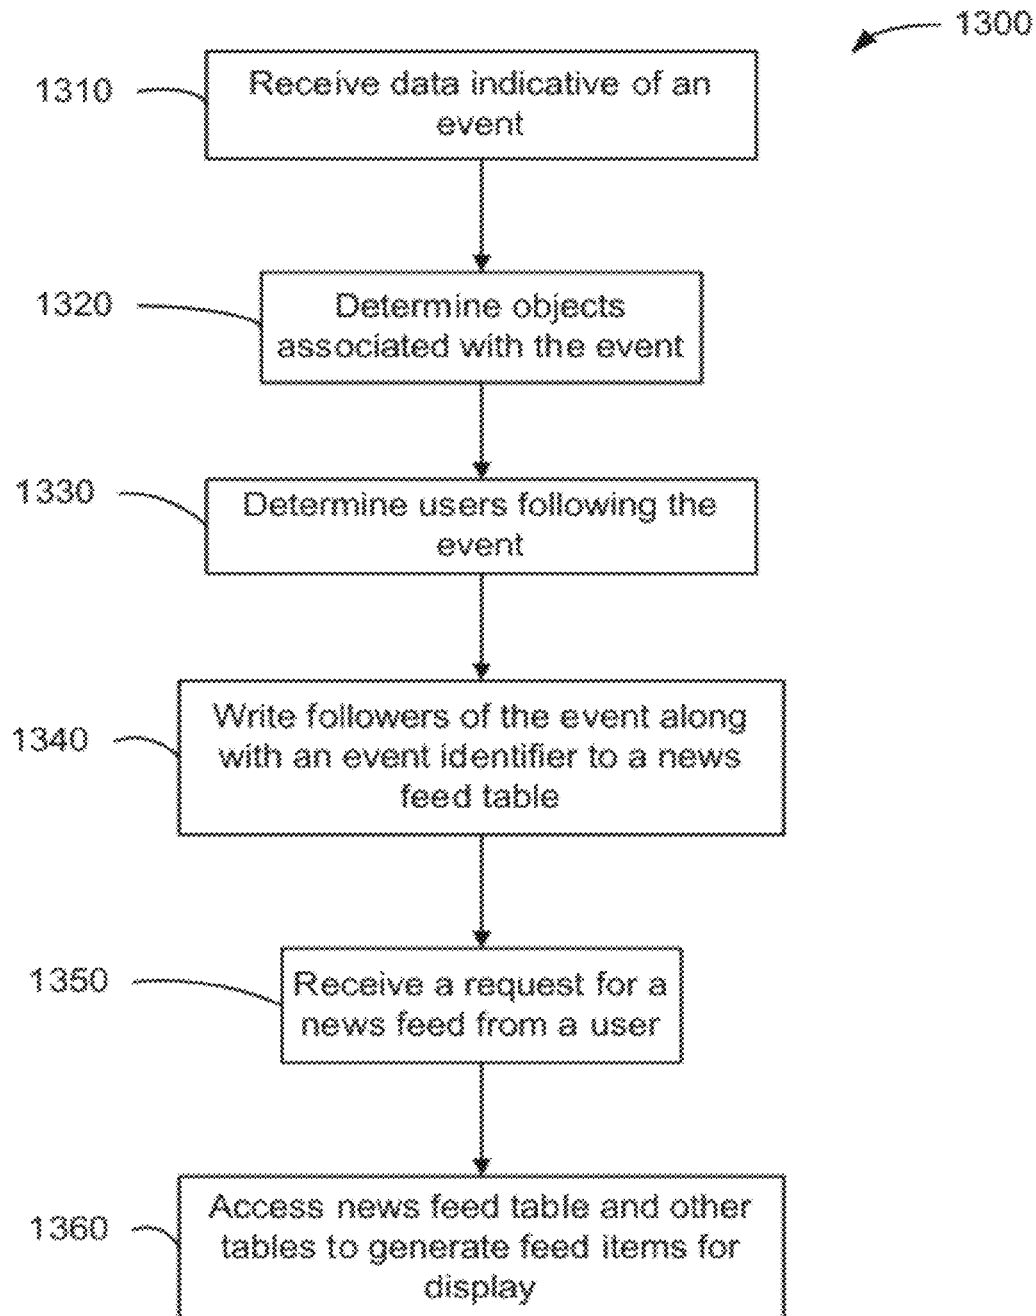 1300
1310
Receive data indicative of an
event
1320
Determine objects
associated with the event
1330
Determine users following the
event
1340
Write followers of the event along
with an event identifier to a news
feed table
1350
Receive a request for a
news feed from a user
1360
Access news feed table and other
tables to generate feed items for
display